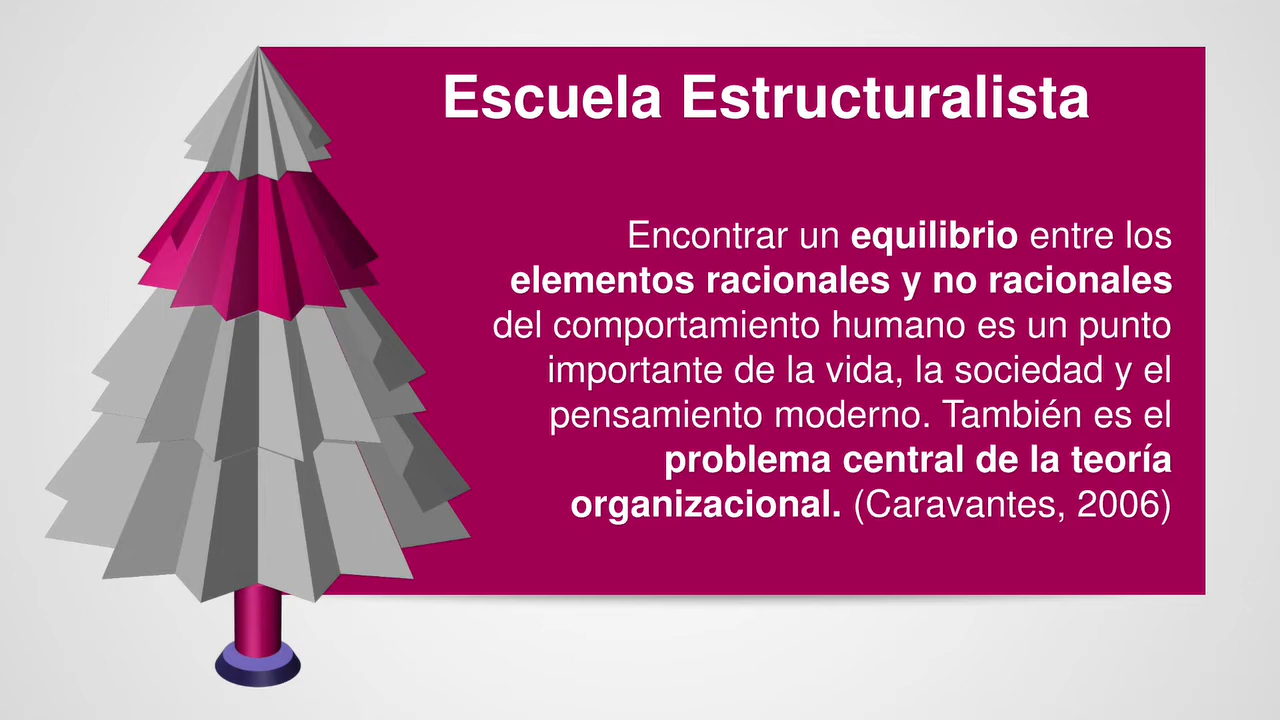 Escuela Estructuralista
Encontrar un equilibrio entre los
elementos racionales y no racionales
del comportamiento humano es un punto
importante de la vida, la sociedad y el
pensamiento moderno. También es el
problema central de la teoría
organizacional. (Caravantes, 2006)